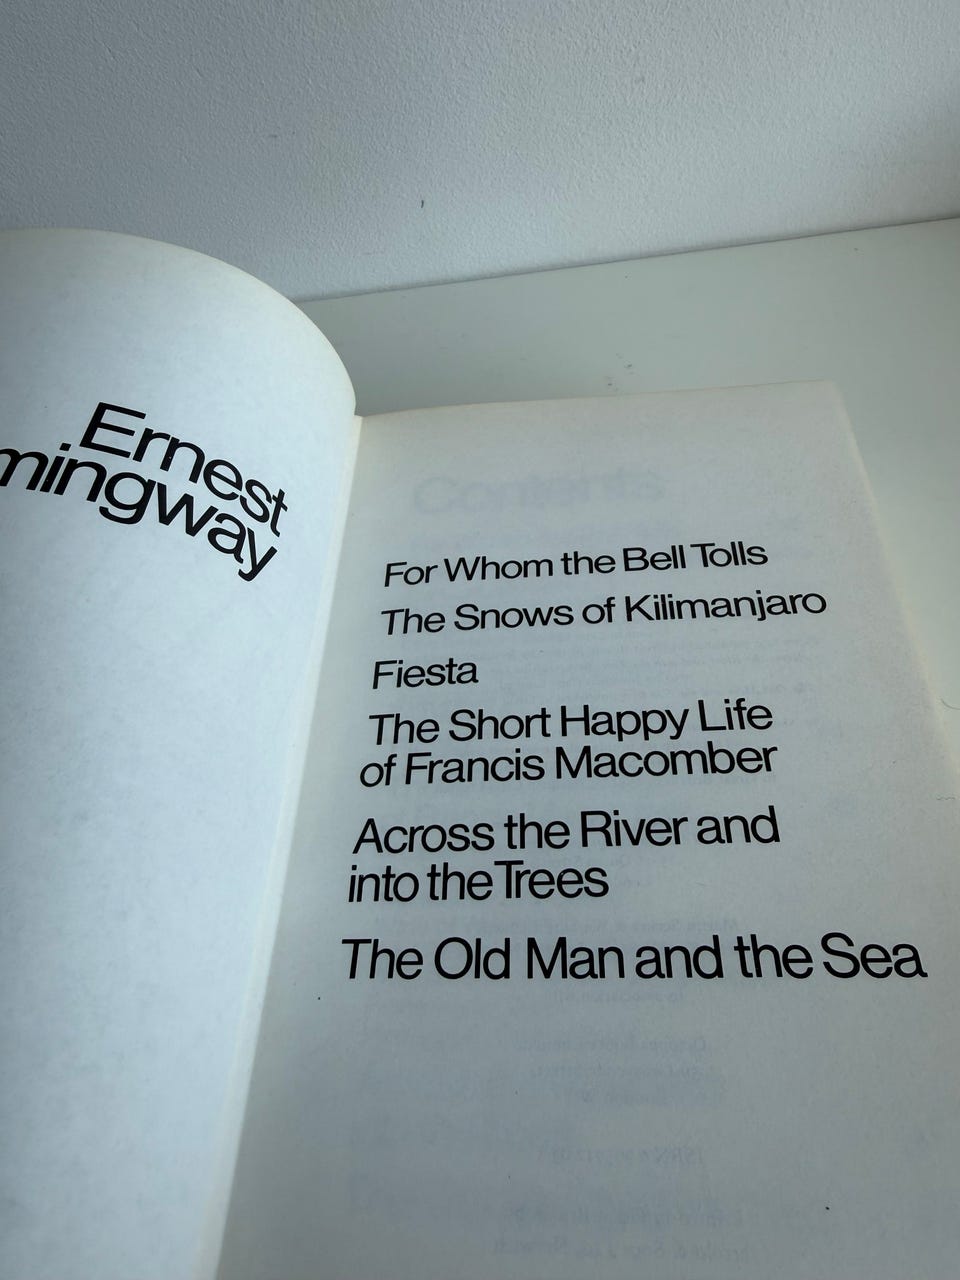 Ernest
mingway
Contents
For Whom the Bell Tolls
The Snows of Kilimanjaro
Fiesta
The Short Happy Life
of Francis Macomber
Across the River and
into the Trees
The Old Man and the Sea